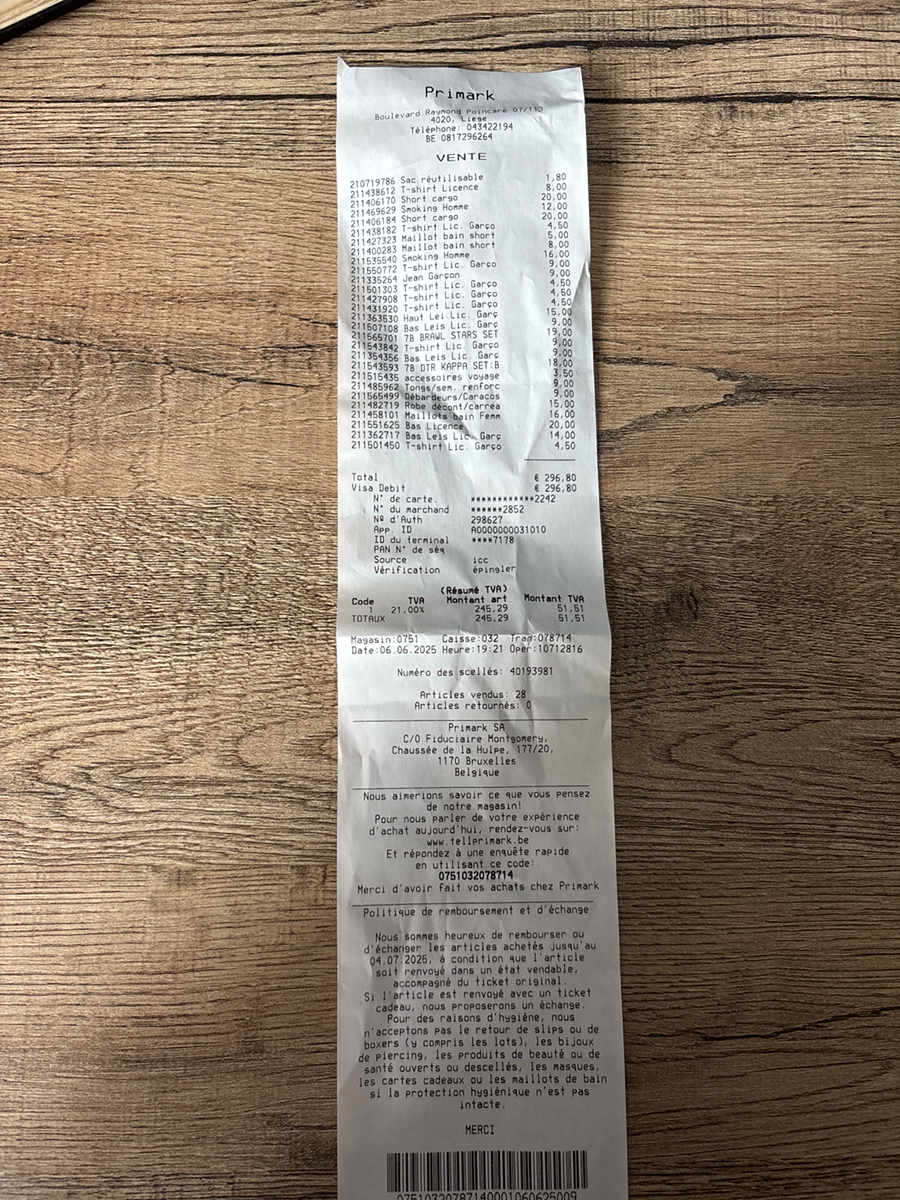 Primark
Boulevard Raymond Poincaré 07/113
4020, Liege
Téléphone: 043422194
BE 0817296264
VENTE
210719786 Sac réutilisable 1,80
211438612 T-shirt Licence 8,00
211406170 Short cargo 20,00
211469629 Smoking Homme 12,00
211406184 Short cargo 20,00
211438182 T-shirt Lic. Garço 4,50
211427323 Maillot bain short 5,00
211400283 Maillot bain short 8,00
211535540 Smoking Homme 16,00
211550772 T-shirt Lic. Garço 9,00
211335264 Jean Garçon 9,00
211501303 T-shirt Lic. Garço 4,50
211427908 T-shirt Lic. Garço 4,50
211431920 T-shirt Lic. Garço 4,50
211363530 Haut Lei Lic. Garç 15,00
211507108 Bas Leis Lic. Garç 9,00
211565701 7B BRAWL STARS SET 19,00
211543842 T-shirt Lic. Garço 9,00
211354356 Bas Leis Lic. Garç 9,00
211543593 7B DTR KAPPA SET:B 18,00
211515435 accessoires voyage 3,50
211485962 Tongs/sem. renforc 9,00
211565499 Débardeurs/Caracos 9,00
211482719 Robe décont/carrea 15,00
211458101 Maillots bain Femm 16,00
211551625 Bas Licence 20,00
211362717 Bas Leis Lic. Garç 14,00
211501450 T-shirt Lic. Garço 4,50
Total € 296,80
Visa Debit € 296,80
N° de carte. ************2242
N° du marchand ******2852
Nº d'Auth 298627
App. ID A0000000031010
ID du terminal ****7178
PAN N° de séq
Source icc
Vérification épingler
(Résumé TVA)
Code TVA Montant art Montant TVA
1 21,00% 245,29 51,51
TOTAUX 245,29 51,51
Magasin:0751 Caisse:032 Tran:078714
Date:06.06.2025 Heure:19:21 Oper:10712816
Numéro des scellés: 40193981
Articles vendus: 28
Articles retournés: 0
Primark SA
C/O Fiduciaire Montgomery,
Chaussée de la Hulpe, 177/20,
1170 Bruxelles
Belgique
Nous aimerions savoir ce que vous pensez
de notre magasin!
Pour nous parler de votre expérience
d'achat aujourd'hui, rendez-vous sur:
www.tellprimark.be
Et répondez à une enquête rapide
en utilisant ce code:
0751032078714
Merci d'avoir fait vos achats chez Primark
Politique de remboursement et d'échange
Nous sommes heureux de rembourser ou
d'échanger les articles achetés jusqu'au
04.07.2025, à condition que l'article
soit renvoyé dans un état vendable,
accompagné du ticket original.
Si l'article est renvoyé avec un ticket
cadeau, nous proposerons un échange.
Pour des raisons d'hygiène, nous
n'acceptons pas le retour de slips ou de
boxers (y compris les lots), les bijoux
de piercing, les produits de beauté ou de
santé ouverts ou descellés, les masques,
les cartes cadeaux ou les maillots de bain
si la protection hygiénique n'est pas
intacte.
MERCI
07510320787140001060625009